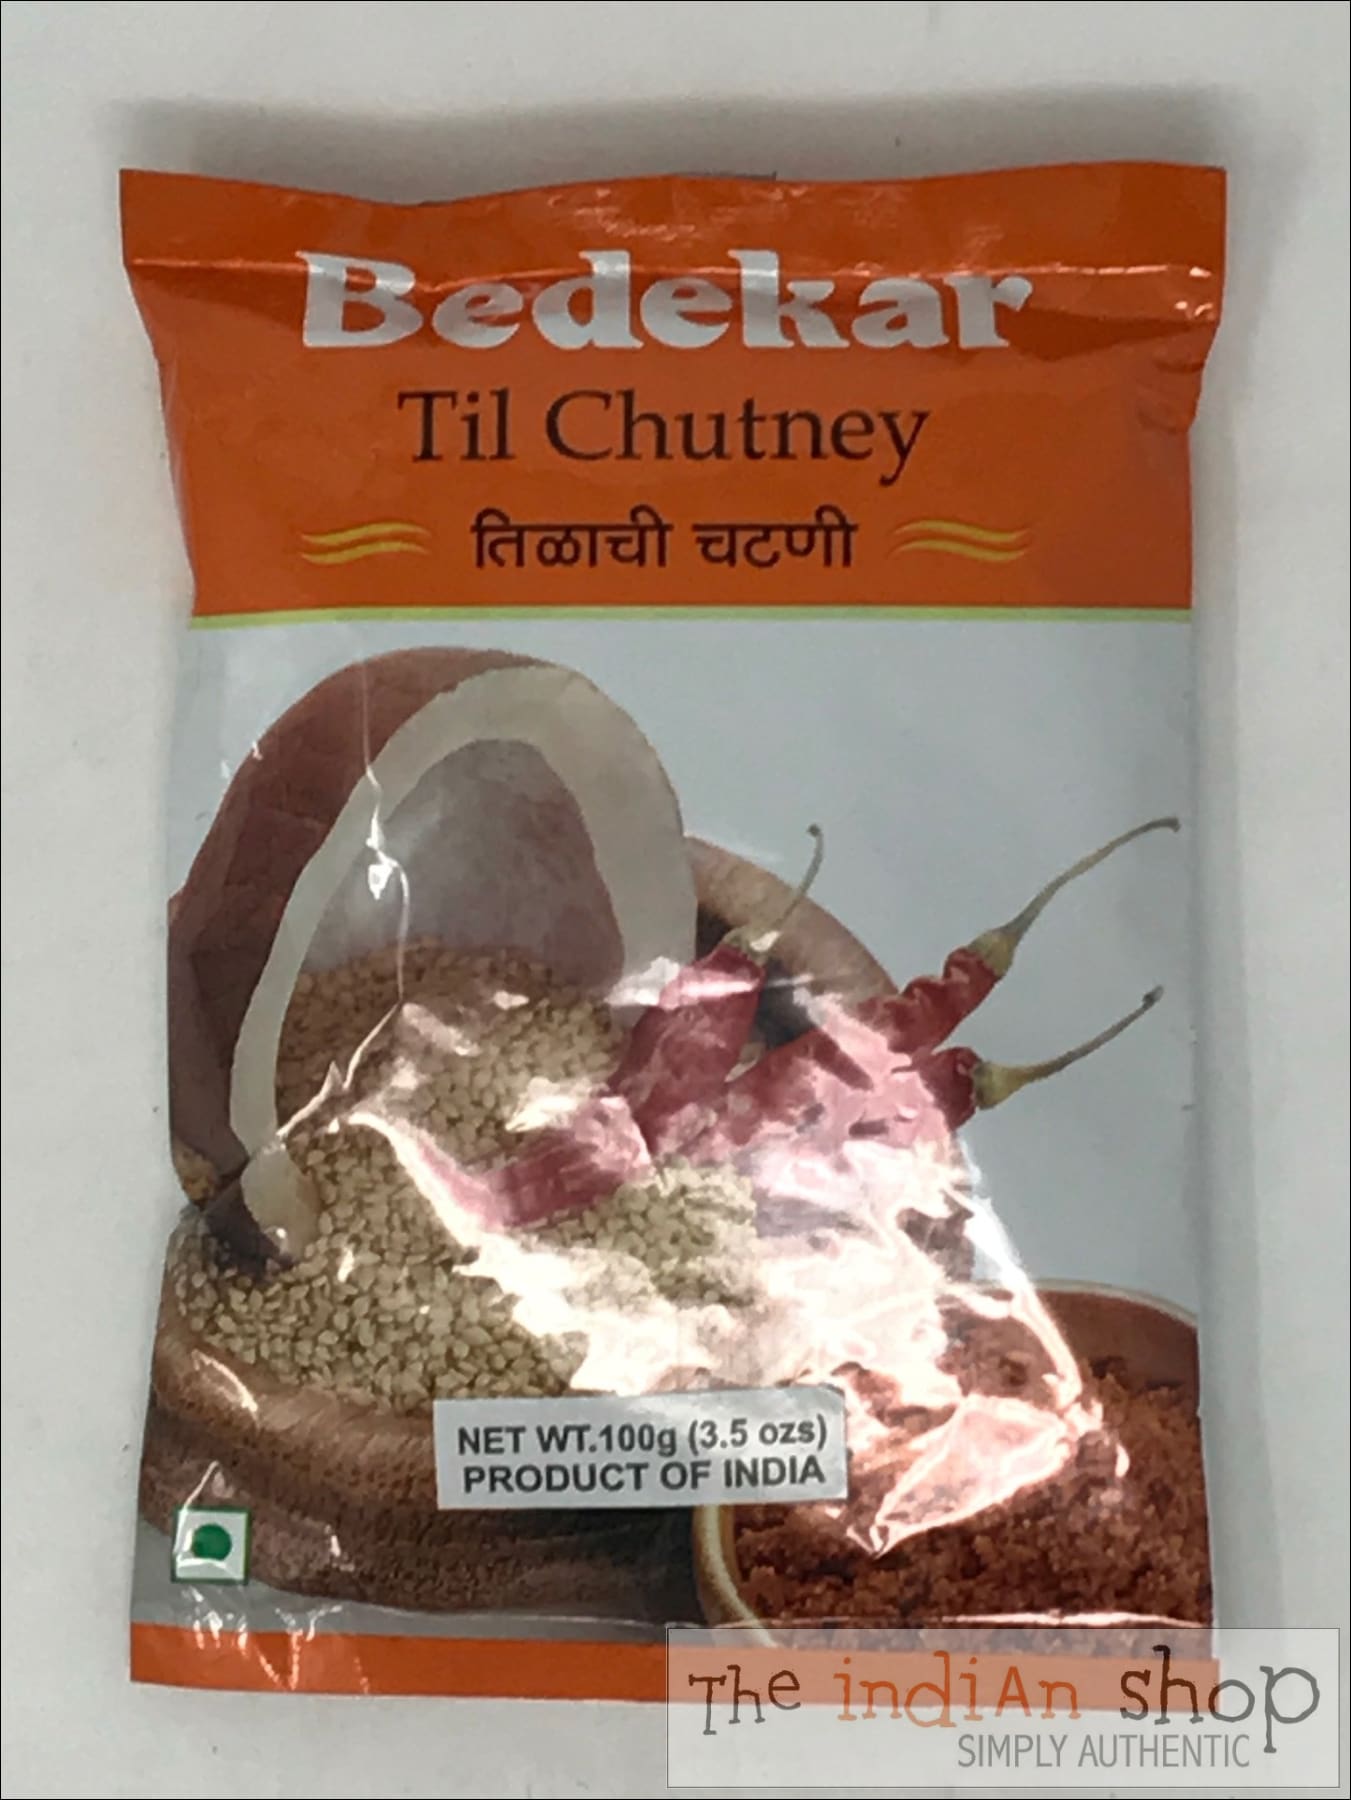 Bedekar
Til Chutney
तिळाची चटणी
NET WT.100g (3.5 ozs)
PRODUCT OF INDIA
The indiAn shop
SIMPLY AUTHENTIC